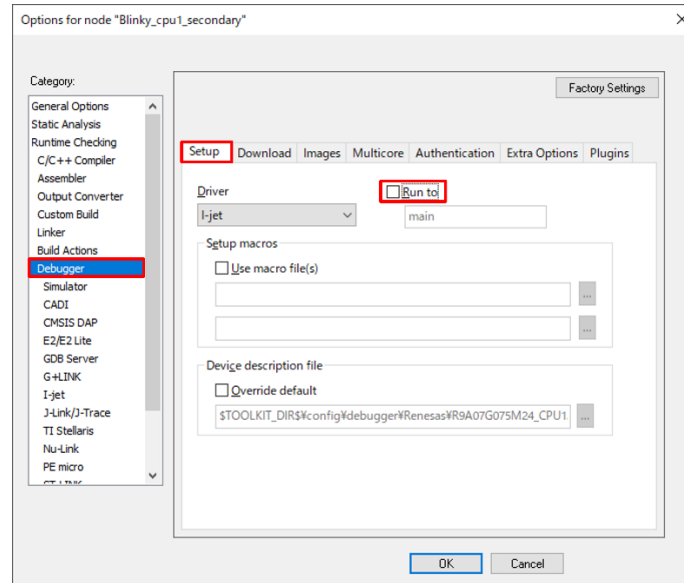 Options for node "Blinky_cpu1_secondary"
Category:
General Options
Static Analysis
Runtime Checking
C/C++ Compiler
Assembler
Output Converter
Custom Build
Linker
Build Actions
Debugger
Simulator
CADI
CMSIS DAP
E2/E2 Lite
GDB Server
G+LINK
I-jet
J-Link/J-Trace
TI Stellaris
Nu-Link
PE micro
ST-LINK
Factory Settings
Setup Download Images Multicore Authentication Extra Options Plugins
Driver
I-jet
Run to
main
Setup macros
Use macro file(s)
...
...
Device description file
Override default
$TOOLKIT_DIR$¥config¥debugger¥Renesas¥R9A07G075M24_CPU1.
...
OK Cancel